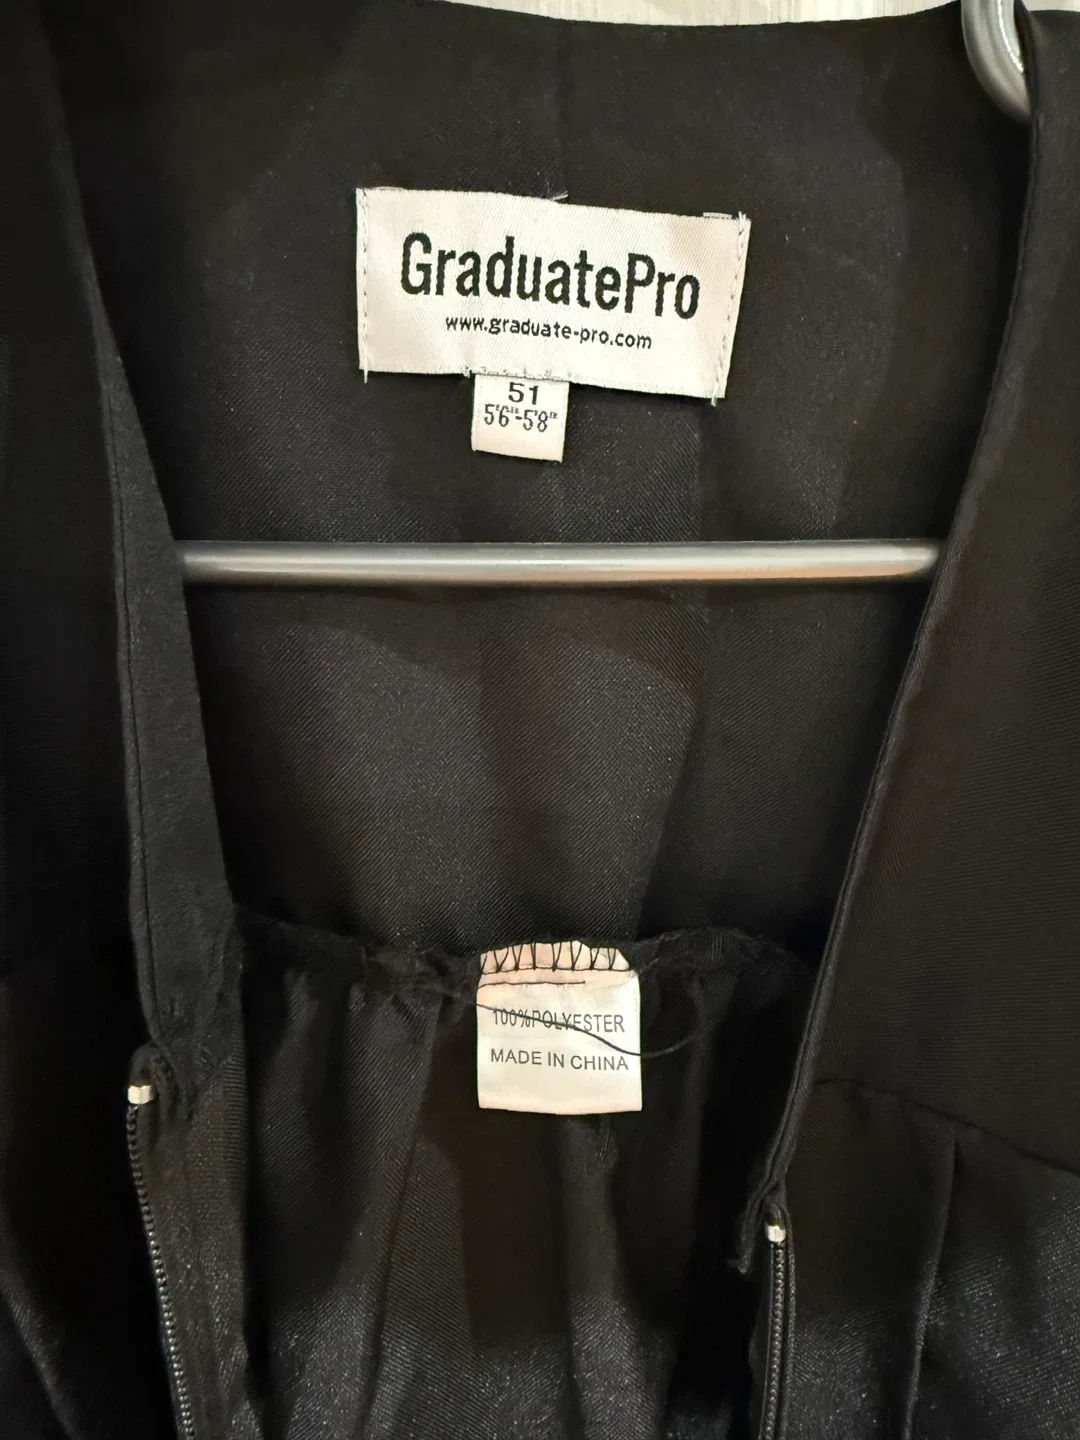 GraduatePro
www.graduate-pro.com
51
5'6"-5'8"
100%POLYESTER
MADE IN CHINA